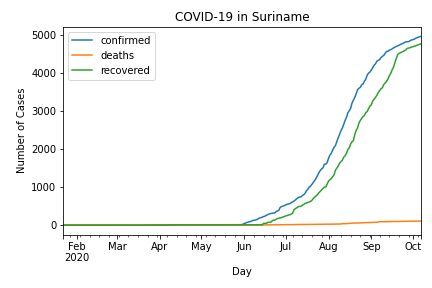 COVID-19 in Suriname
confirmed
deaths
recovered
Number of Cases
5000
4000
3000
2000
1000
0
Feb Mar Apr May Jun Jul Aug Sep Oct
2020
Day